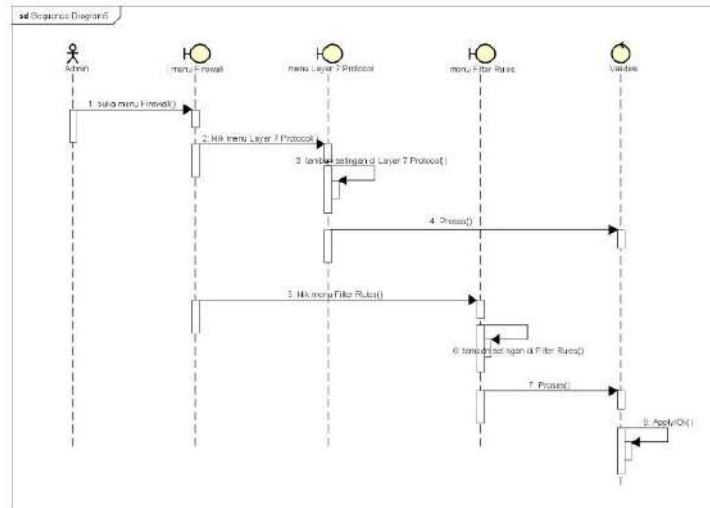 sd Sequence Diagram5
Admin
menu Firewall
menu Layer 7 Protocol
menu Filter Rules
Validasi
1: buka menu Firewall()
2: Klik menu Layer 7 Protocol()
3: tambah setingan di Layer 7 Protocol()
4: Proses()
5: Klik menu Filter Rules()
6: tambah setingan di Filter Rules()
7: Proses()
8: Apply/Ok()